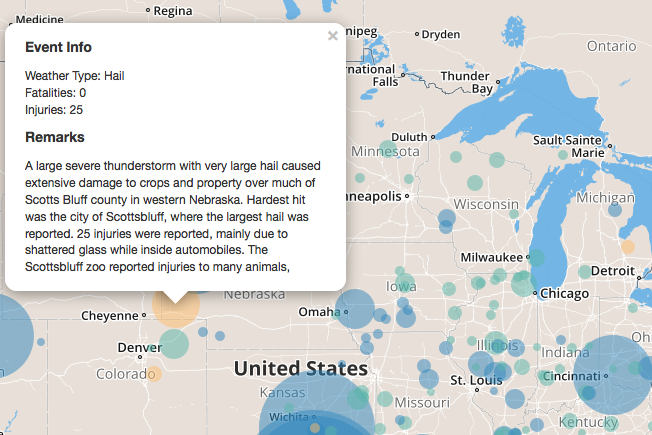 Regina
Medicine
×
Event Info
Weather Type: Hail
Fatalities: 0
Injuries: 25
Remarks
A large severe thunderstorm with very large hail caused
extensive damage to crops and property over much of
Scotts Bluff county in western Nebraska. Hardest hit
was the city of Scottsbluff, where the largest hail was
reported. 25 injuries were reported, mainly due to
shattered glass while inside automobiles. The
Scottsbluff zoo reported injuries to many animals,
nipeg
Dryden
Ontario
rnational
Falls
Thunder
Bay
Duluth
Sault Sainte
Marie
Minnesota
nneapolis
Wisconsin
Michigan
Milwaukee
Detroit
Chicago
Iowa
Nebraska
Omaha
Cheyenne
Denver
Colorado
United States
Illinois
Indiana
Oh
Kansas
St. Louis
Cincinnati
Missouri
Wichita
Kentucky